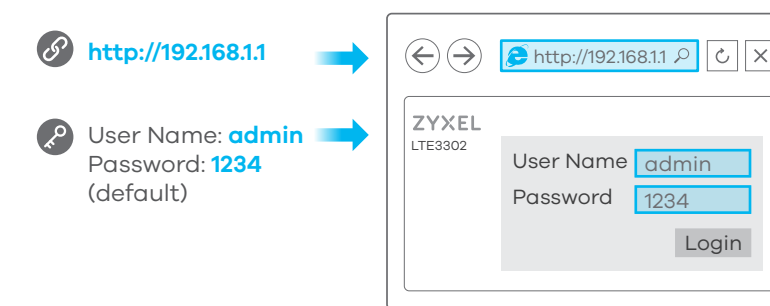 http://192.168.1.1
User Name: admin
Password: 1234
(default)
http://192.168.1.1
ZYXEL
LTE3302
User Name admin
Password 1234
Login